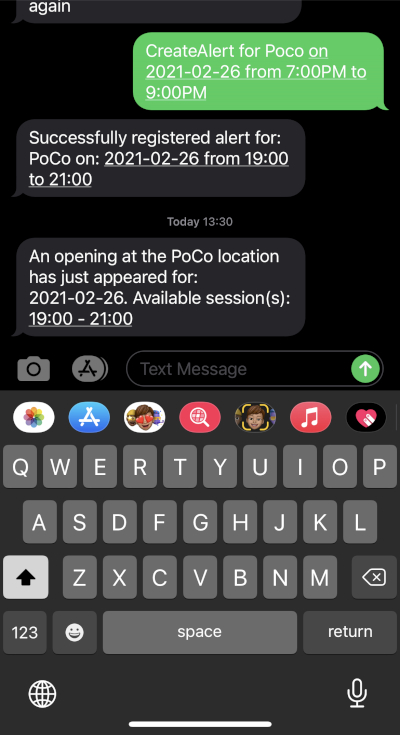 again
CreateAlert for Poco on
2021-02-26 from 7:00PM to
9:00PM
Successfully registered alert for:
PoCo on: 2021-02-26 from 19:00
to 21:00
Today 13:30
An opening at the PoCo location
has just appeared for:
2021-02-26. Available session(s):
19:00 - 21:00
Text Message
Q W E R T Y U I O P
A S D F G H J K L
Z X C V B N M
123 space return